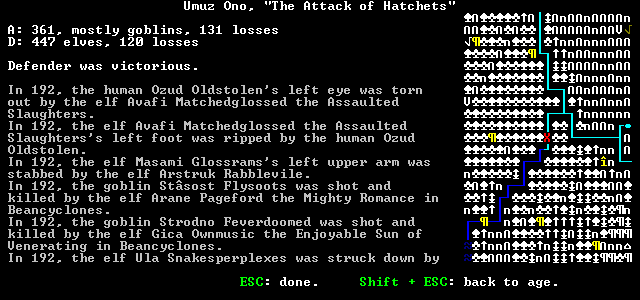 Umuz Ono, "The Attack of Hatchets"
A: 361, mostly goblins, 131 losses
D: 447 elves, 120 losses
Defender was victorious.
In 192, the human Ozud Oldstolen's left eye was torn
out by the elf Avafi Matchedglossed the Assaulted
Slaughters.
In 192, the elf Avafi Matchedglossed the Assaulted
Slaughters's left foot was ripped by the human Ozud
Oldstolen.
In 192, the elf Masami Glossrams's left upper arm was
stabbed by the elf Arstruk Rabblevile.
In 192, the goblin Stâsost Flysoots was shot and
killed by the elf Arane Pageford the Mighty Romance in
Beancyclones.
In 192, the goblin Strodno Feverdoomed was shot and
killed by the elf Gica Ownmusic the Enjoyable Sun of
Venerating in Beancyclones.
In 192, the elf Ula Snakesperplexes was struck down by
ESC: done. Shift + ESC: back to age.